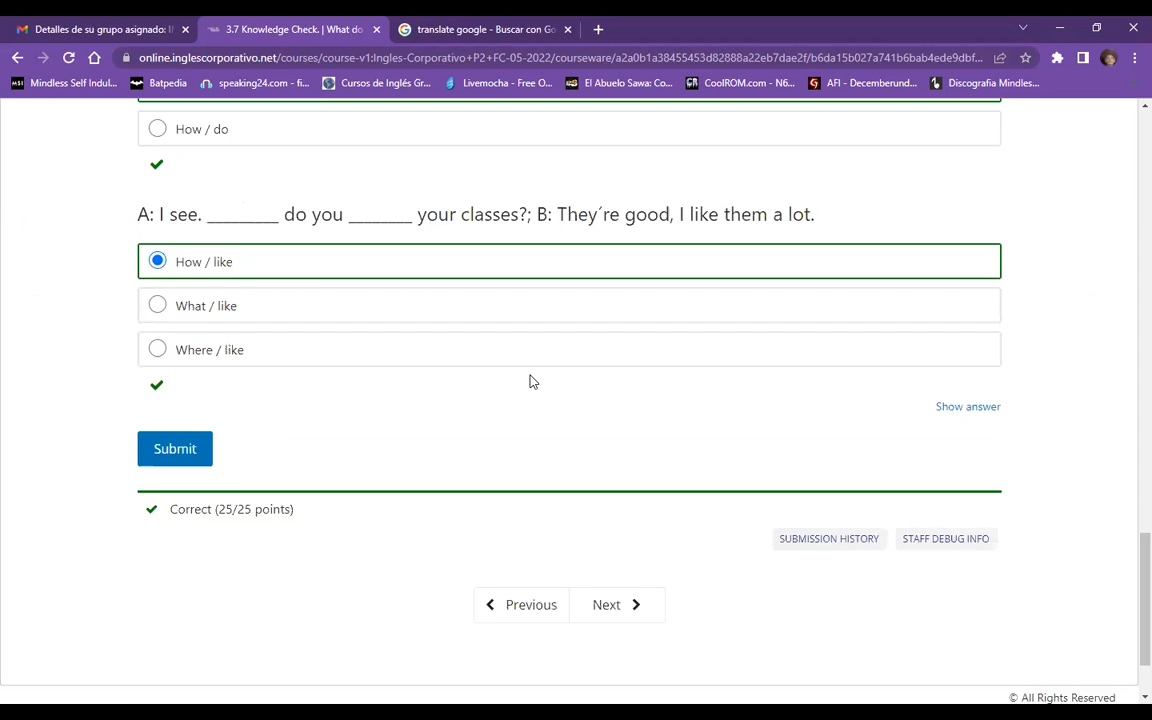 Detalles de su grupo asignado: I
3.7 Knowledge Check. | What do
translate google - Buscar con Go
online.inglescorporativo.net/courses/course-v1:Ingles-Corporativo+P2+FC-05-2022/courseware/a2a0b1a38455453d82888a22eb7dae2f/b6da15b027a741b6bab4ede9dbf...
Mindless Self Indul...
Batpedia
speaking24.com - fi...
Cursos de Inglés Gr...
Livemocha - Free O...
El Abuelo Sawa: Co...
CoolROM.com - N6...
AFI - Decemberund...
Discografia Mindles...
How / do
A: I see. _________ do you ________ your classes?; B: They´re good, I like them a lot.
How / like
What / like
Where / like
Show answer
Submit
Correct (25/25 points)
SUBMISSION HISTORY
STAFF DEBUG INFO
Previous
Next
© All Rights Reserved